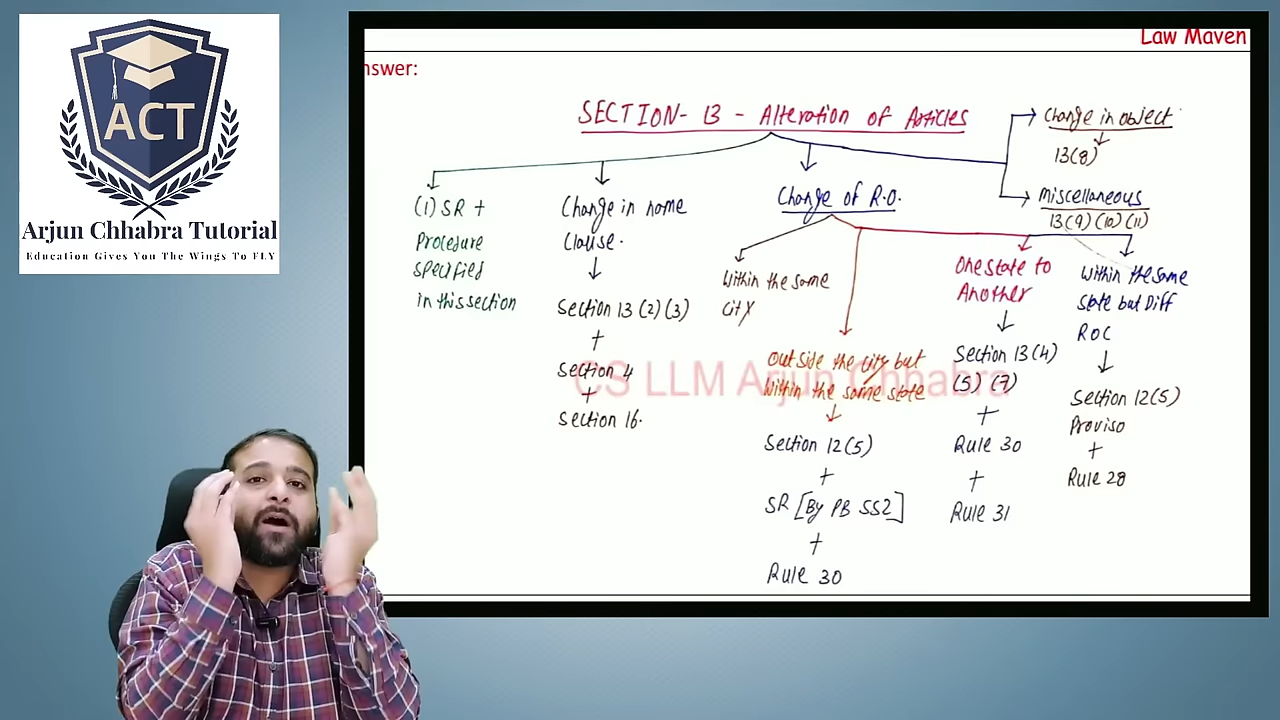 ACT
Arjun Chhabra Tutorial
Education Gives You The Wings To FLY
Law Maven
nswer:
SECTION- 13 - Alteration of Articles
Change in object
13(8)
Miscellaneous
13(9) (10) (11)
(1) SR +
Procedure
specified
in this section
Change in name
Clause.
Section 13 (2) (3)
+
Section 4
+
Section 16.
Change of R.O.
Within the same
City
Outside the city but
Within the same state
Section 12(5)
+
SR [By PB SS2]
+
Rule 30
One state to
Another
Section 13(4)
(5) (7)
+
Rule 30
+
Rule 31
Within the same
State but Diff
ROC
Section 12(5)
Proviso
+
Rule 28
CS LLM Arjun Chhabra